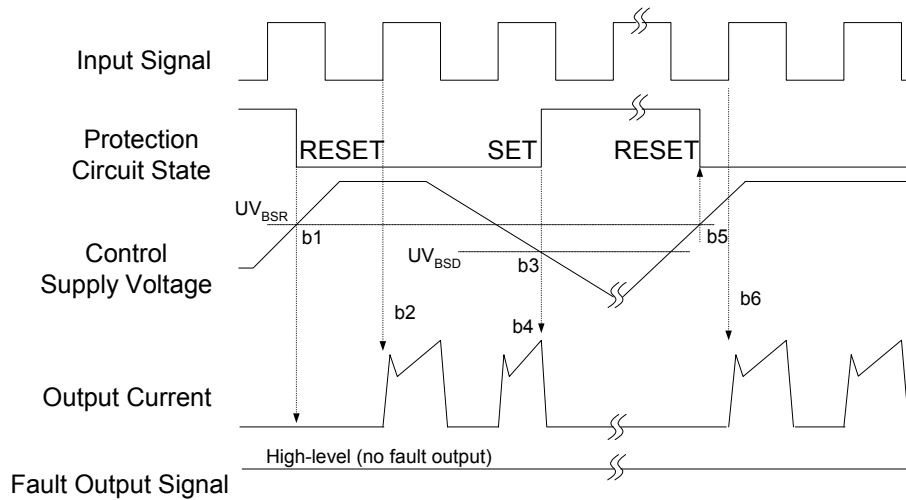 Input Signal
Protection
Circuit State
RESET
SET
RESET
UV_BSR
b1
UV_BSD
b3
b5
Control
Supply Voltage
b2
b4
b6
Output Current
High-level (no fault output)
Fault Output Signal